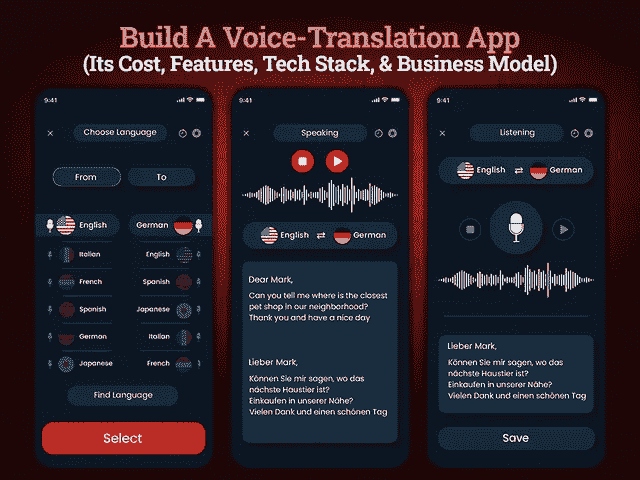 Build A Voice-Translation App
(Its Cost, Features, Tech Stack, & Business Model)
9:41
Choose Language
From
To
English
German
Italian
English
French
Spanish
Spanish
Japanese
German
Italian
Japanese
French
Find Language
Select
9:41
Speaking
English
German
Dear Mark,
Can you tell me where is the closest
pet shop in our neighborhood?
Thank you and have a nice day
Lieber Mark,
Können Sie mir sagen, wo das
nächste Haustier ist?
Einkaufen in unserer Nähe?
Vielen Dank und einen schönen Tag
9:41
Listening
English
German
Lieber Mark,
Können Sie mir sagen, wo das
nächste Haustier ist?
Einkaufen in unserer Nähe?
Vielen Dank und einen schönen Tag
Save